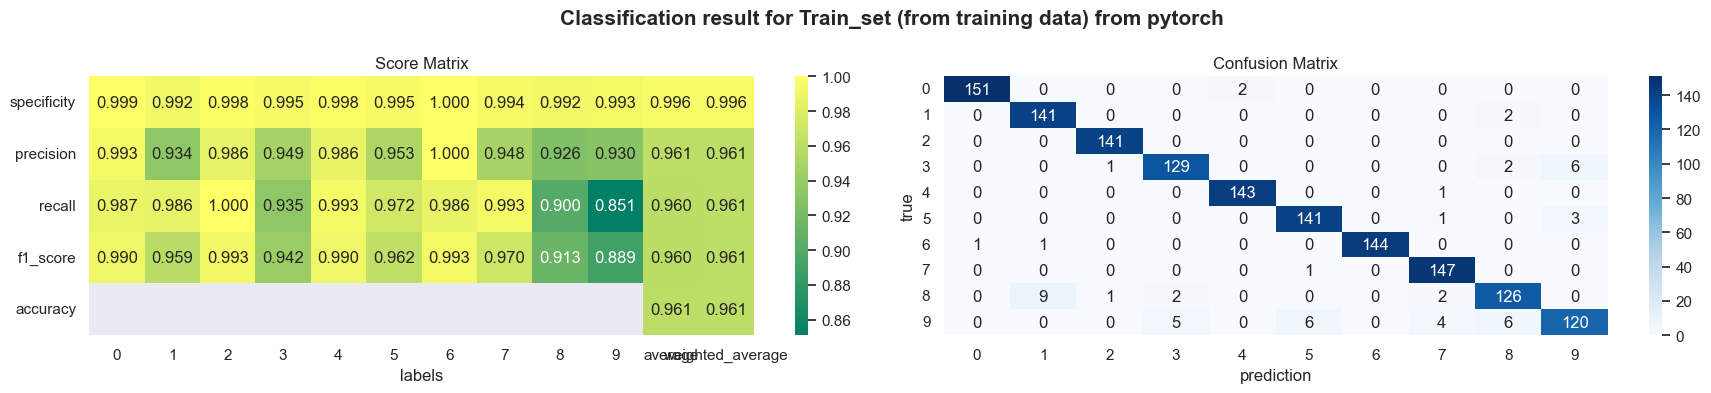 Classification result for Train_set (from training data) from pytorch
Score Matrix
specificity 0.999 0.992 0.998 0.995 0.998 0.995 1.000 0.994 0.992 0.993 0.996 0.996
precision 0.993 0.934 0.986 0.949 0.986 0.953 1.000 0.948 0.926 0.930 0.961 0.961
recall 0.987 0.986 1.000 0.935 0.993 0.972 0.986 0.993 0.900 0.851 0.960 0.961
f1_score 0.990 0.959 0.993 0.942 0.990 0.962 0.993 0.970 0.913 0.889 0.960 0.961
accuracy 0.961 0.961
0 1 2 3 4 5 6 7 8 9 average weighted_average
labels
1.00
0.98
0.96
0.94
0.92
0.90
0.88
0.86
Confusion Matrix
true
0 151 0 0 0 2 0 0 0 0 0
1 0 141 0 0 0 0 0 0 2 0
2 0 0 141 0 0 0 0 0 0 0
3 0 0 1 129 0 0 0 0 2 6
4 0 0 0 0 143 0 0 1 0 0
5 0 0 0 0 0 141 0 1 0 3
6 1 1 0 0 0 0 144 0 0 0
7 0 0 0 0 0 1 0 147 0 0
8 0 9 1 2 0 0 0 2 126 0
9 0 0 0 5 0 6 0 4 6 120
0 1 2 3 4 5 6 7 8 9
prediction
140
120
100
80
60
40
20
0